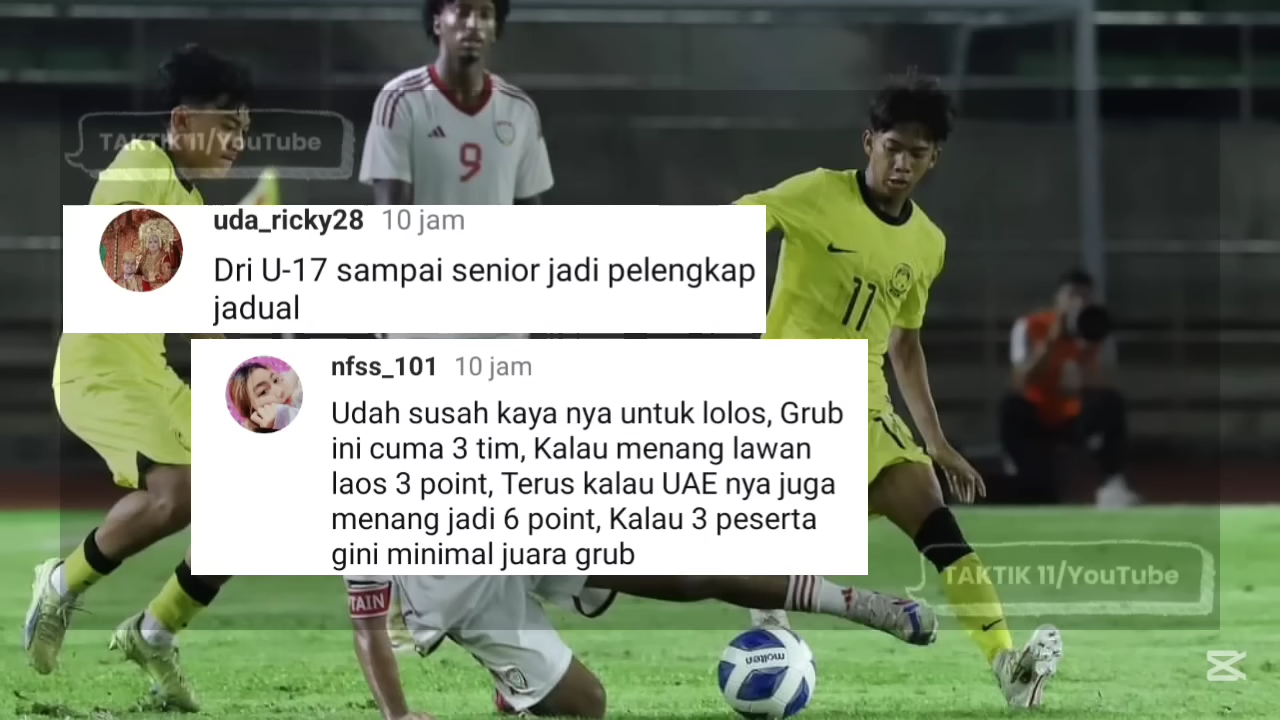 TAKTIK 11/YouTube
9
uda_ricky28 10 jam
Dri U-17 sampai senior jadi pelengkap
jadual
11
nfss_101 10 jam
Udah susah kaya nya untuk lolos, Grub
ini cuma 3 tim, Kalau menang lawan
laos 3 point, Terus kalau UAE nya juga
menang jadi 6 point, Kalau 3 peserta
gini minimal juara grub
TAKTIK 11/YouTube
TAIN
molten